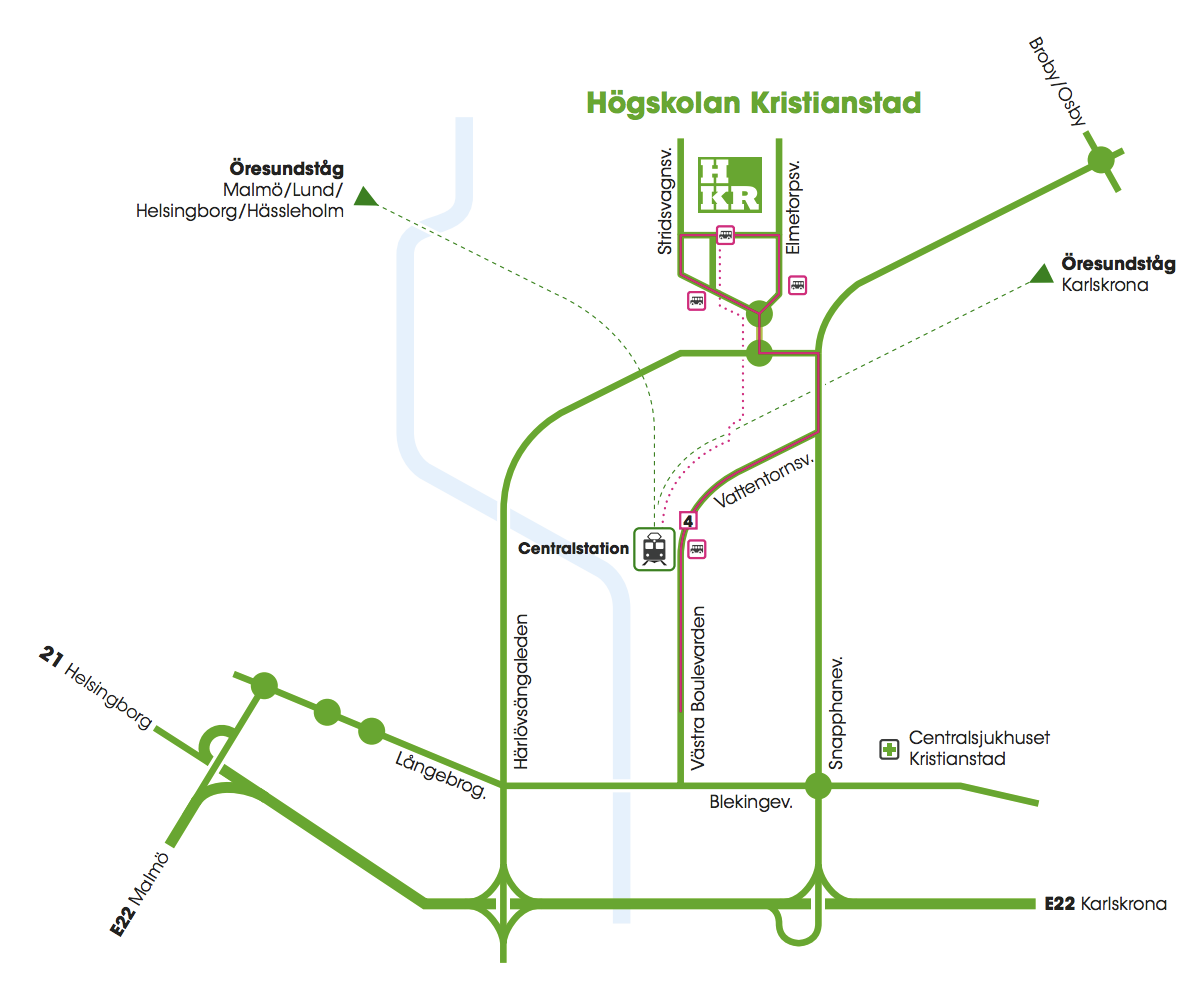 Högskolan Kristianstad
Broby/Osby
H
KR
Stridsvagnsv.
Elmetorpsv.
Öresundståg
Malmö/Lund/
Helsingborg/Hässleholm
Öresundståg
Karlskrona
Vattentornsv.
4
Centralstation
Härlövsängaleden
Västra Boulevarden
Snapphanev.
21 Helsingborg
Långebrog.
Centralsjukhuset
Kristianstad
Blekingev.
E22 Malmö
E22 Karlskrona